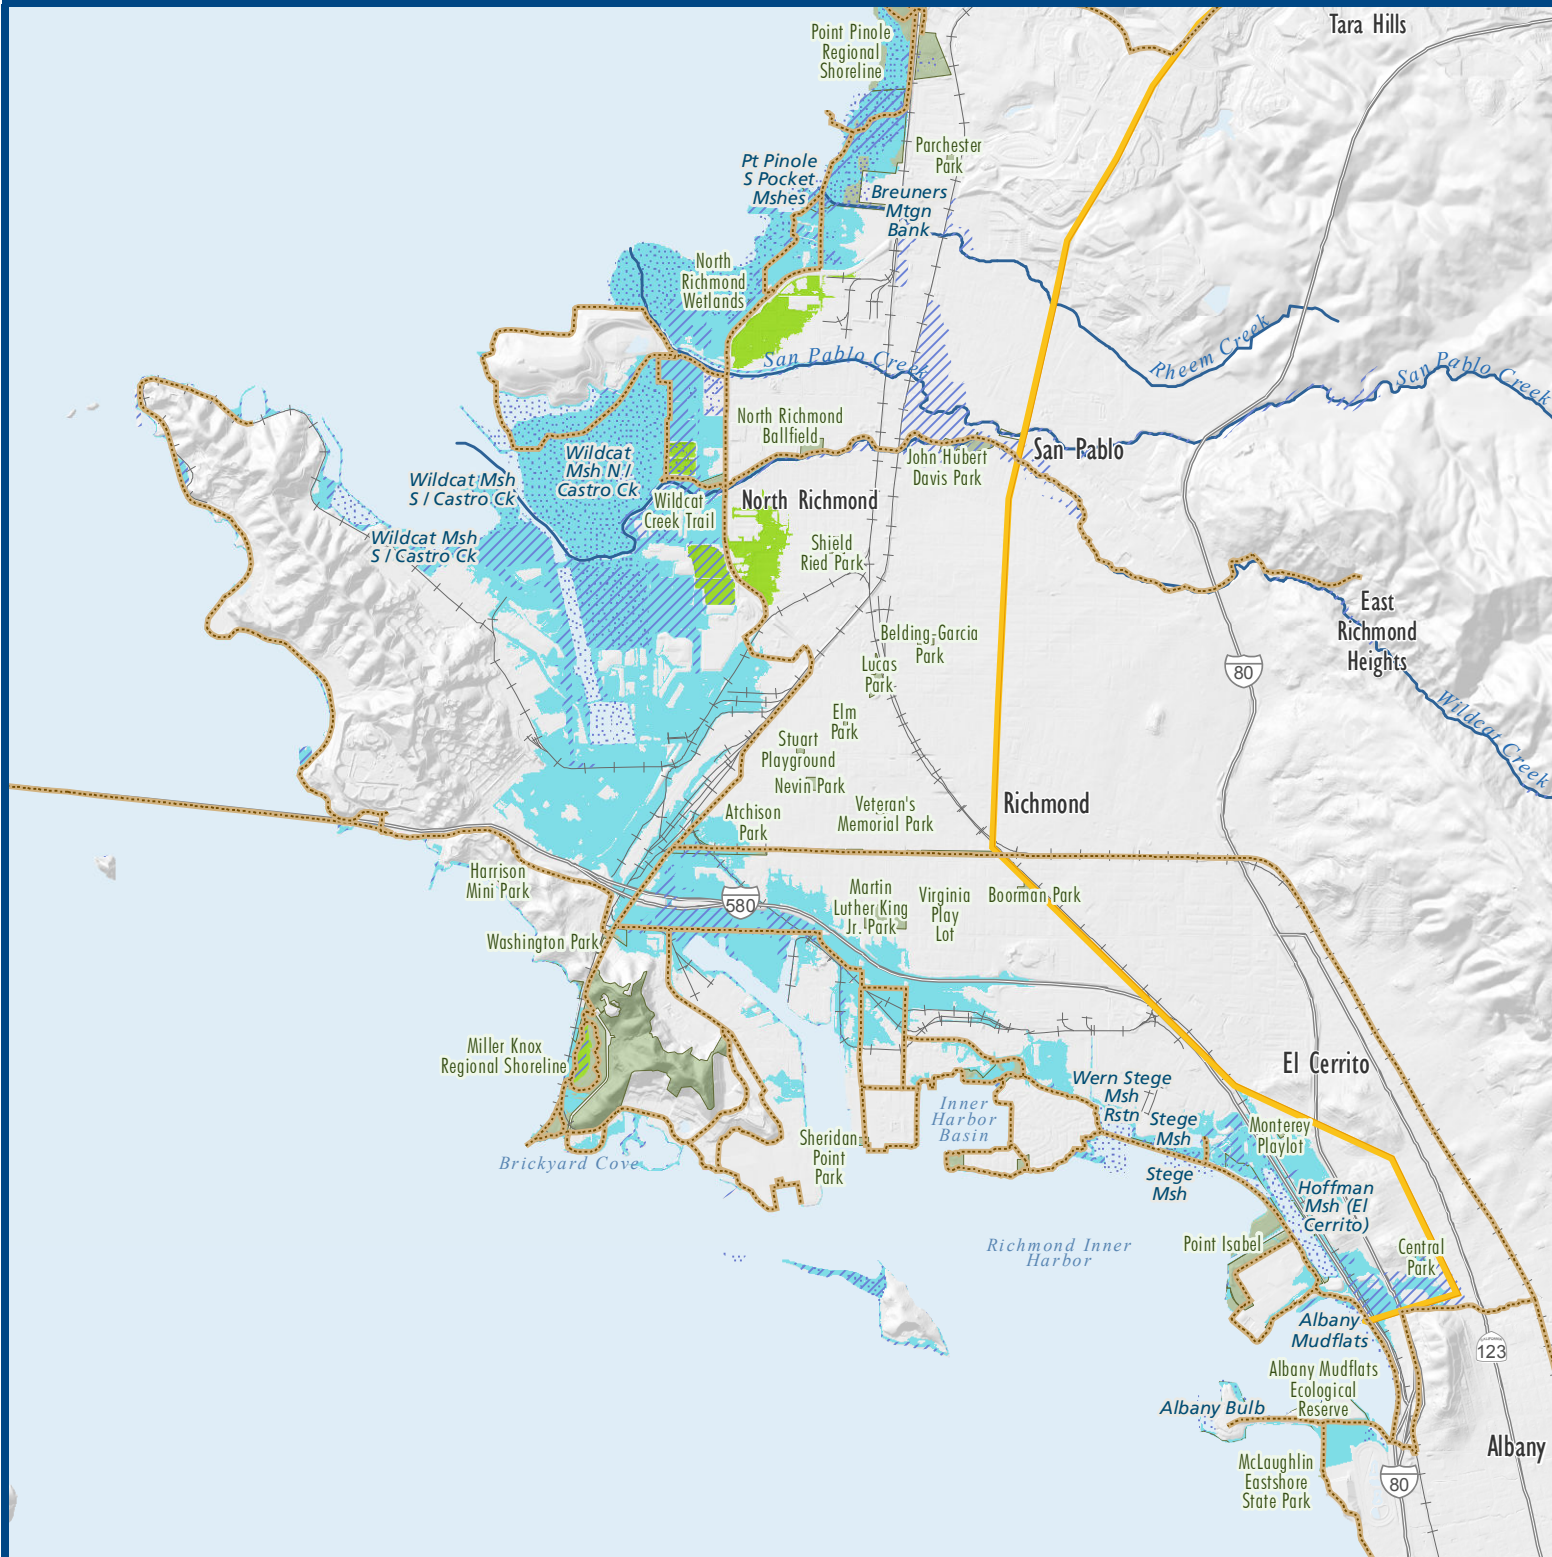 Tara Hills
Point Pinole
Regional
Shoreline
Parchester
Park
Pt Pinole
S Pocket
Mshes
Breuners
Mtgn
Bank
North
Richmond
Wetlands
Rheem Creek
San Pablo Creek
San Pablo Creek
North Richmond
Ballfield
San Pablo
John Hubert
Davis Park
Wildcat
Msh N /
Castro Ck
Wildcat Msh
S / Castro Ck
Wildcat
Creek Trail
North Richmond
Wildcat Msh
S / Castro Ck
Shield
Ried Park
East
Richmond
Heights
Belding-Garcia
Park
Lucas
Park
80
Wildcat Creek
Elm
Park
Stuart
Playground
Nevin Park
Richmond
Veteran's
Memorial Park
Atchison
Park
Harrison
Mini Park
580
Martin
Luther King
Jr. Park
Virginia
Play
Lot
Boorman Park
Washington Park
Miller Knox
Regional Shoreline
El Cerrito
Wern Stege
Msh
Rstn
Stege
Msh
Monterey
Playlot
Inner
Harbor
Basin
Sheridan
Point
Park
Brickyard Cove
Stege
Msh
Hoffman
Msh (El
Cerrito)
Point Isabel
Central
Park
Richmond Inner
Harbor
Albany
Mudflats
CALIFORNIA
123
Albany Mudflats
Ecological
Reserve
Albany Bulb
Albany
McLaughlin
Eastshore
State Park
80